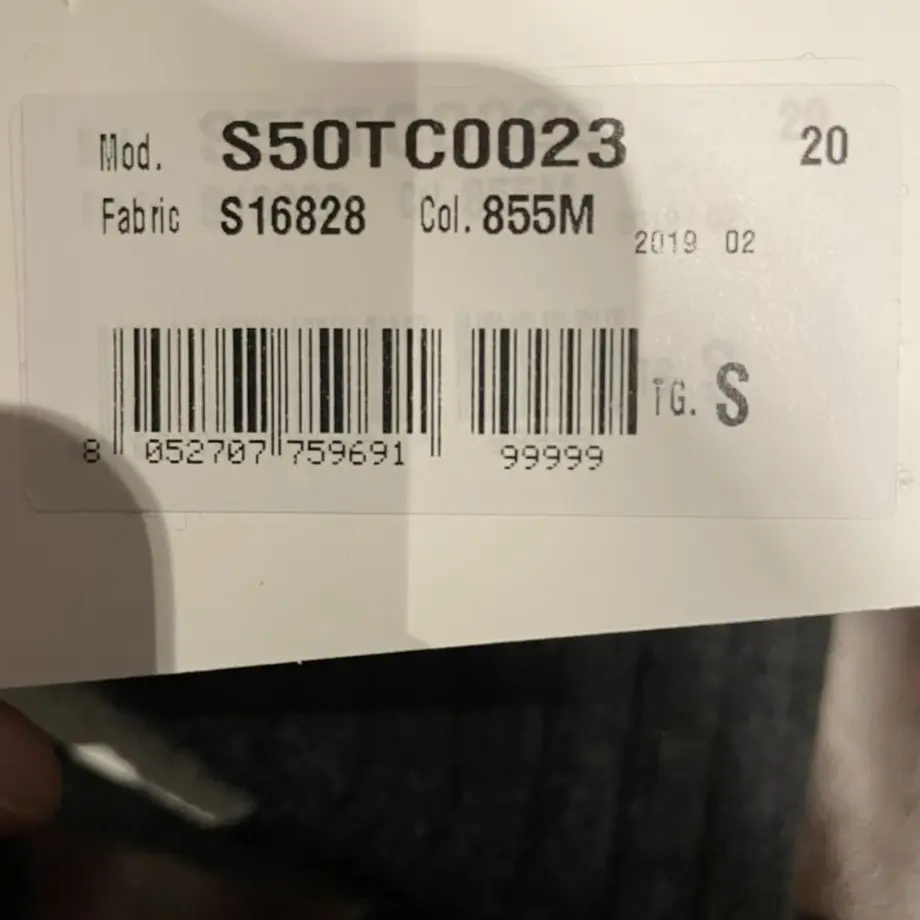 Mod. S50TC0023 20
Fabric S16828 Col. 855M
2019 02
TG. S
8 052707 759691 99999